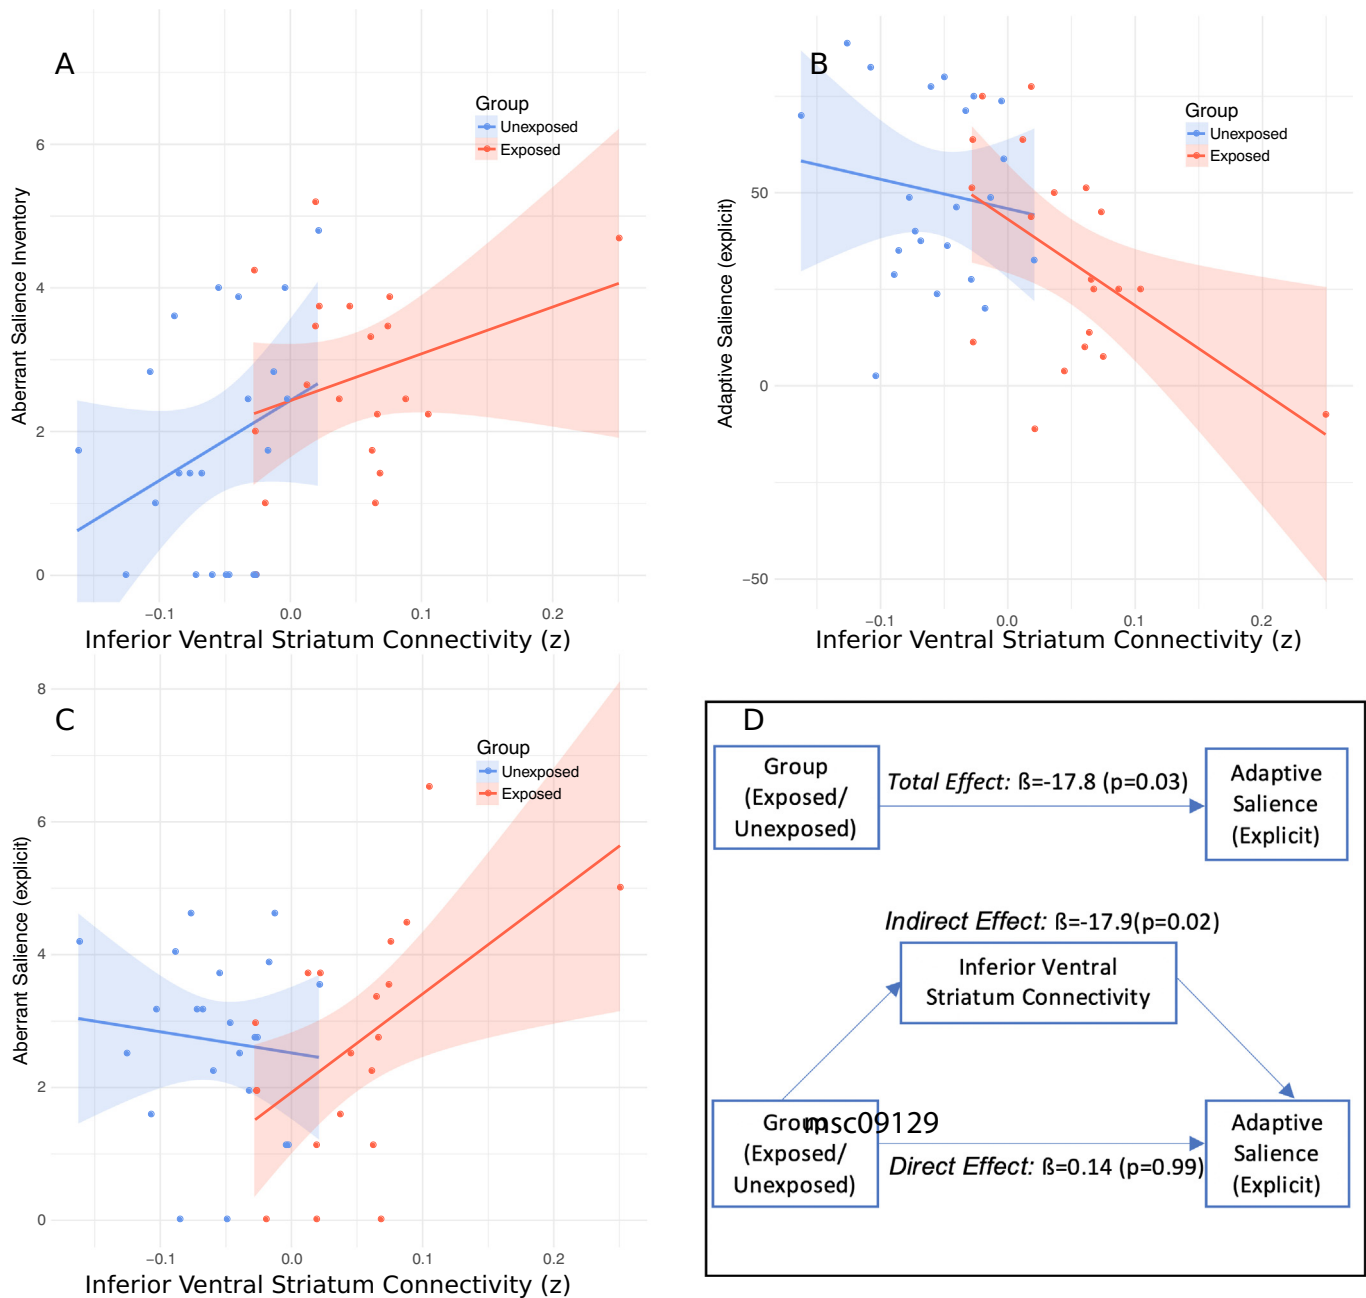 A
Group
Unexposed
Exposed
Aberrant Salience Inventory
6
4
2
0
−0.1
0.0
0.1
0.2
Inferior Ventral Striatum Connectivity (z)
B
Group
Unexposed
Exposed
Adaptive Salience (explicit)
50
0
−50
−0.1
0.0
0.1
0.2
Inferior Ventral Striatum Connectivity (z)
C
Group
Unexposed
Exposed
Aberrant Salience (explicit)
8
6
4
2
0
−0.1
0.0
0.1
0.2
Inferior Ventral Striatum Connectivity (z)
D
Group
(Exposed/
Unexposed)
Total Effect: ß=-17.8 (p=0.03)
Adaptive
Salience
(Explicit)
Indirect Effect: ß=-17.9(p=0.02)
Inferior Ventral
Striatum Connectivity
Group
(Exposed/
Unexposed)
msc09129
Direct Effect: ß=0.14 (p=0.99)
Adaptive
Salience
(Explicit)